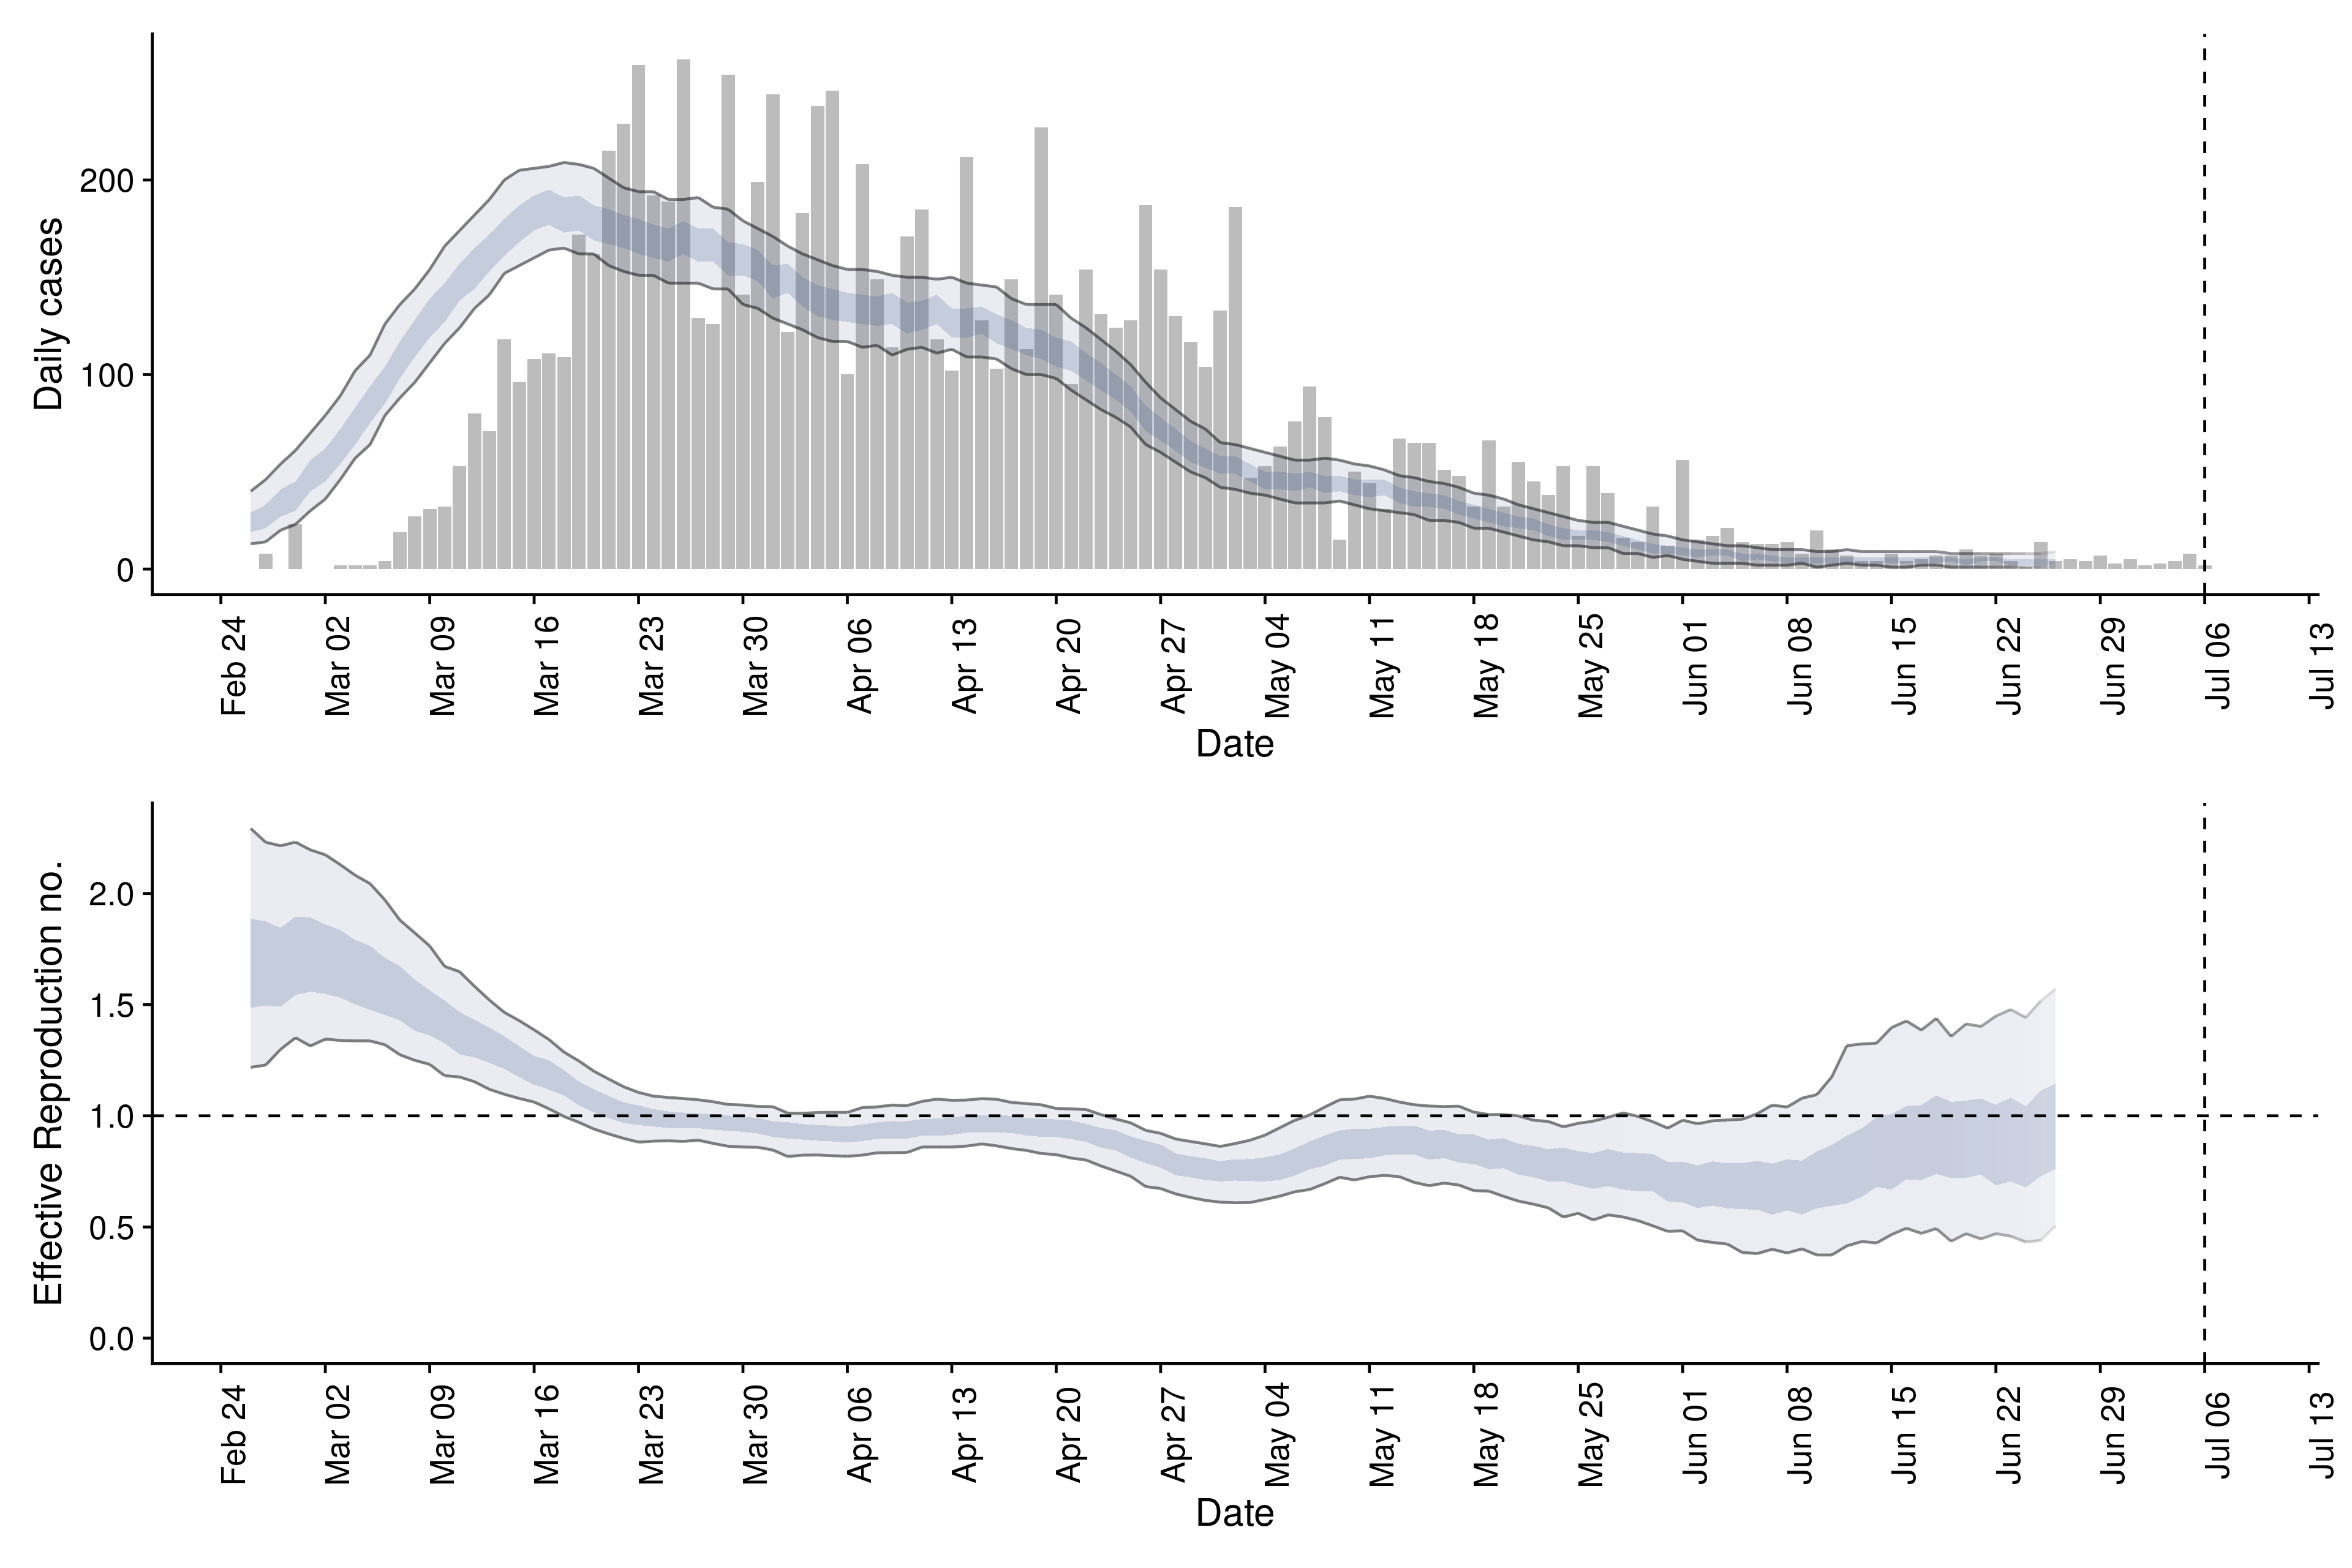 Daily cases
200
100
0
Feb 24
Mar 02
Mar 09
Mar 16
Mar 23
Mar 30
Apr 06
Apr 13
Apr 20
Apr 27
May 04
May 11
May 18
May 25
Jun 01
Jun 08
Jun 15
Jun 22
Jun 29
Jul 06
Jul 13
Date
Effective Reproduction no.
2.0
1.5
1.0
0.5
0.0
Feb 24
Mar 02
Mar 09
Mar 16
Mar 23
Mar 30
Apr 06
Apr 13
Apr 20
Apr 27
May 04
May 11
May 18
May 25
Jun 01
Jun 08
Jun 15
Jun 22
Jun 29
Jul 06
Jul 13
Date